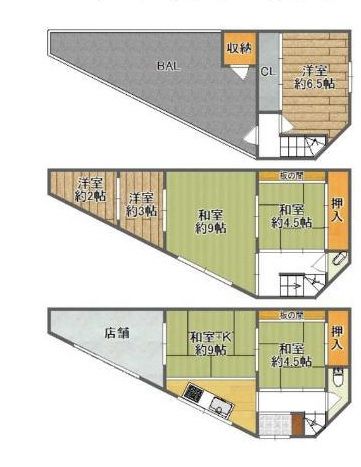 BAL
収納
CL
洋室
約6.5帖
洋室
約2帖
洋室
約3帖
和室
約9帖
板の間
和室
約4.5帖
押入
店舗
和室+K
約9帖
板の間
和室
約4.5帖
押入